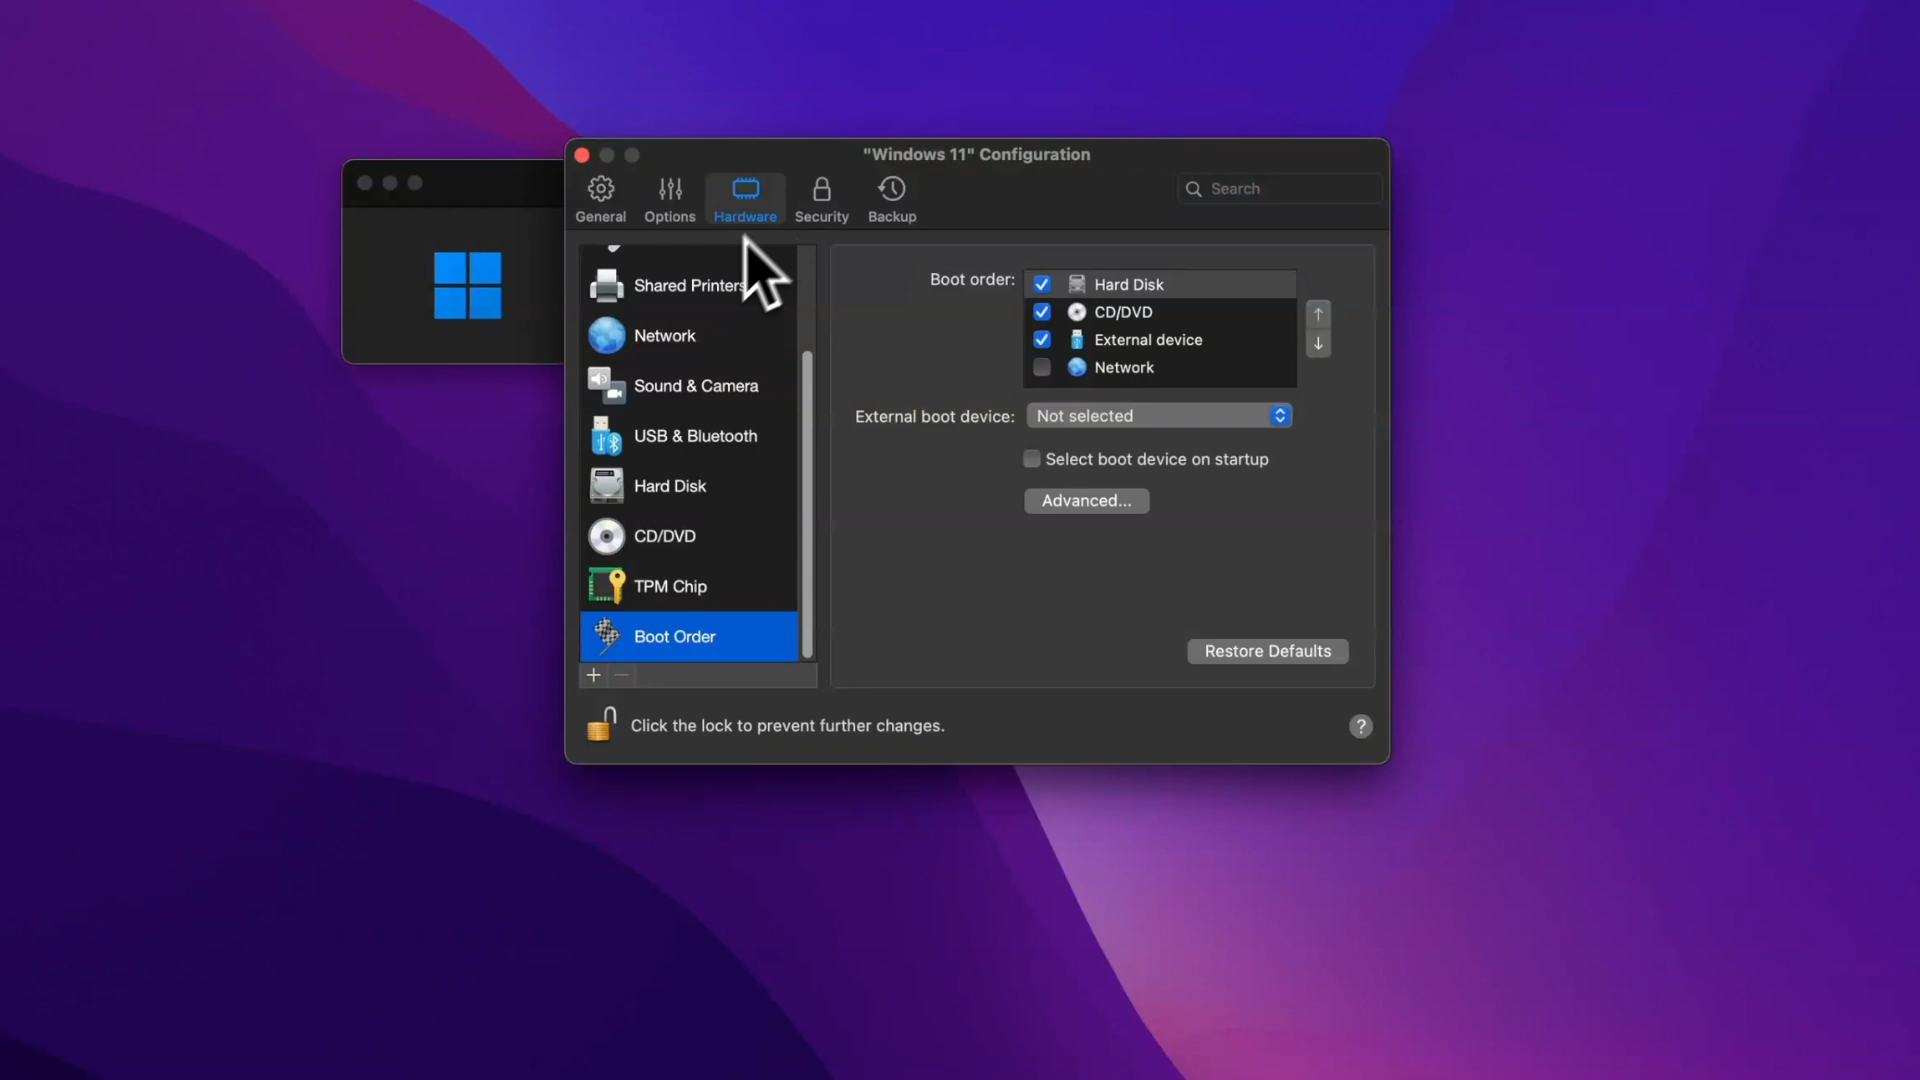 "Windows 11" Configuration
General
Options
Hardware
Security
Backup
Search
Shared Printers
Network
Sound & Camera
USB & Bluetooth
Hard Disk
CD/DVD
TPM Chip
Boot Order
Boot order:
Hard Disk
CD/DVD
External device
Network
External boot device:
Not selected
Select boot device on startup
Advanced...
Restore Defaults
Click the lock to prevent further changes.
?